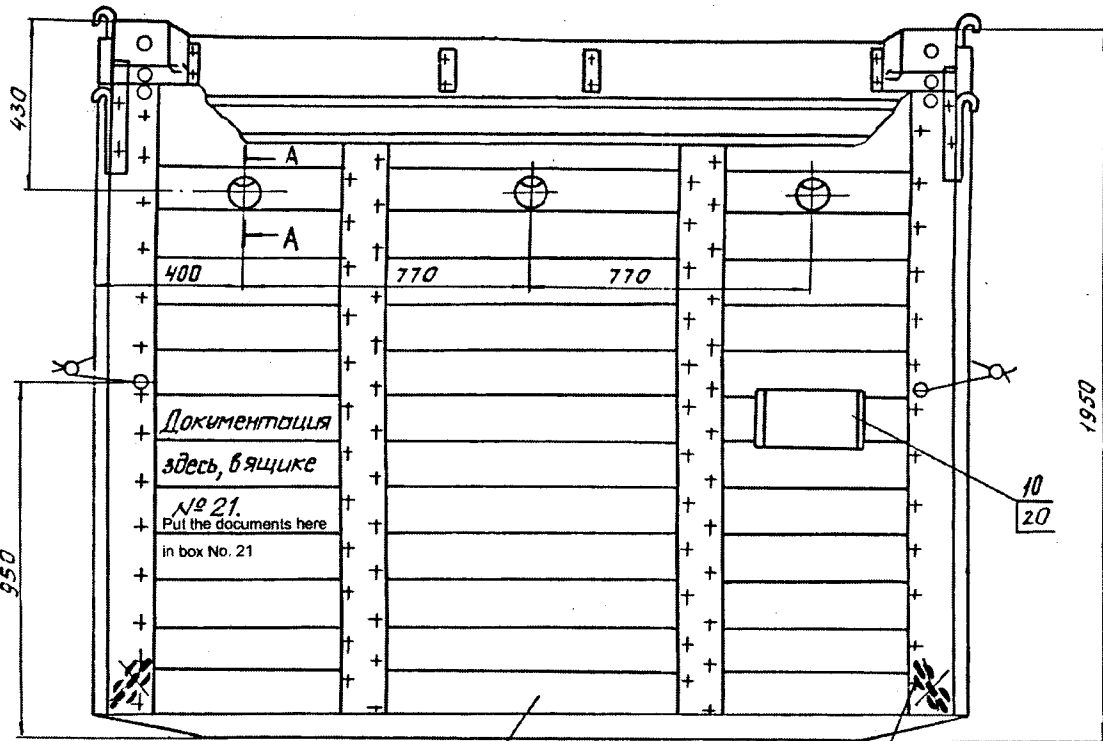 430
A
A
400
770
770
1950
950
Документация
здесь, в ящике
№ 21.
Put the documents here
in box No. 21
10
20